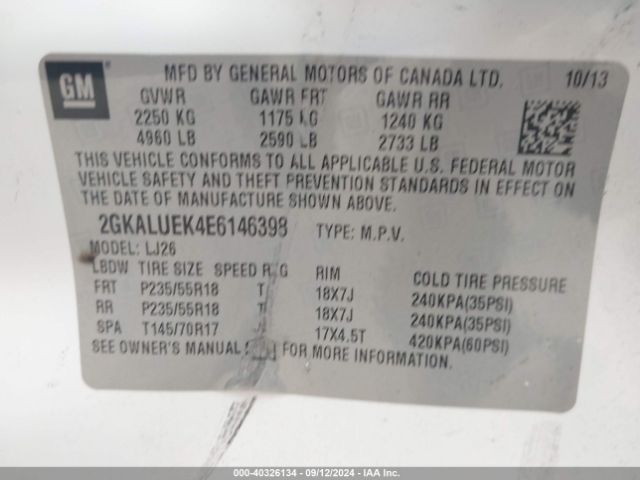 GM
MFD BY GENERAL MOTORS OF CANADA LTD. 10/13
GVWR GAWR FRT GAWR RR
2250 KG 1175 KG 1240 KG
4960 LB 2590 LB 2733 LB
THIS VEHICLE CONFORMS TO ALL APPLICABLE U.S. FEDERAL MOTOR
VEHICLE SAFETY AND THEFT PREVENTION STANDARDS IN EFFECT ON
THE DATE OF MANUFACTURE SHOWN ABOVE.
2GKALUEK4E6146398 TYPE: M.P.V.
MODEL: LJ26
LBDW TIRE SIZE SPEED RTG RIM COLD TIRE PRESSURE
FRT P235/55R18 T 18X7J 240KPA(35PSI)
RR P235/55R18 T 18X7J 240KPA(35PSI)
SPA T145/70R17 17X4.5T 420KPA(60PSI)
SEE OWNER'S MANUAL FOR MORE INFORMATION.
000-40326134 - 09/12/2024 - IAA Inc.